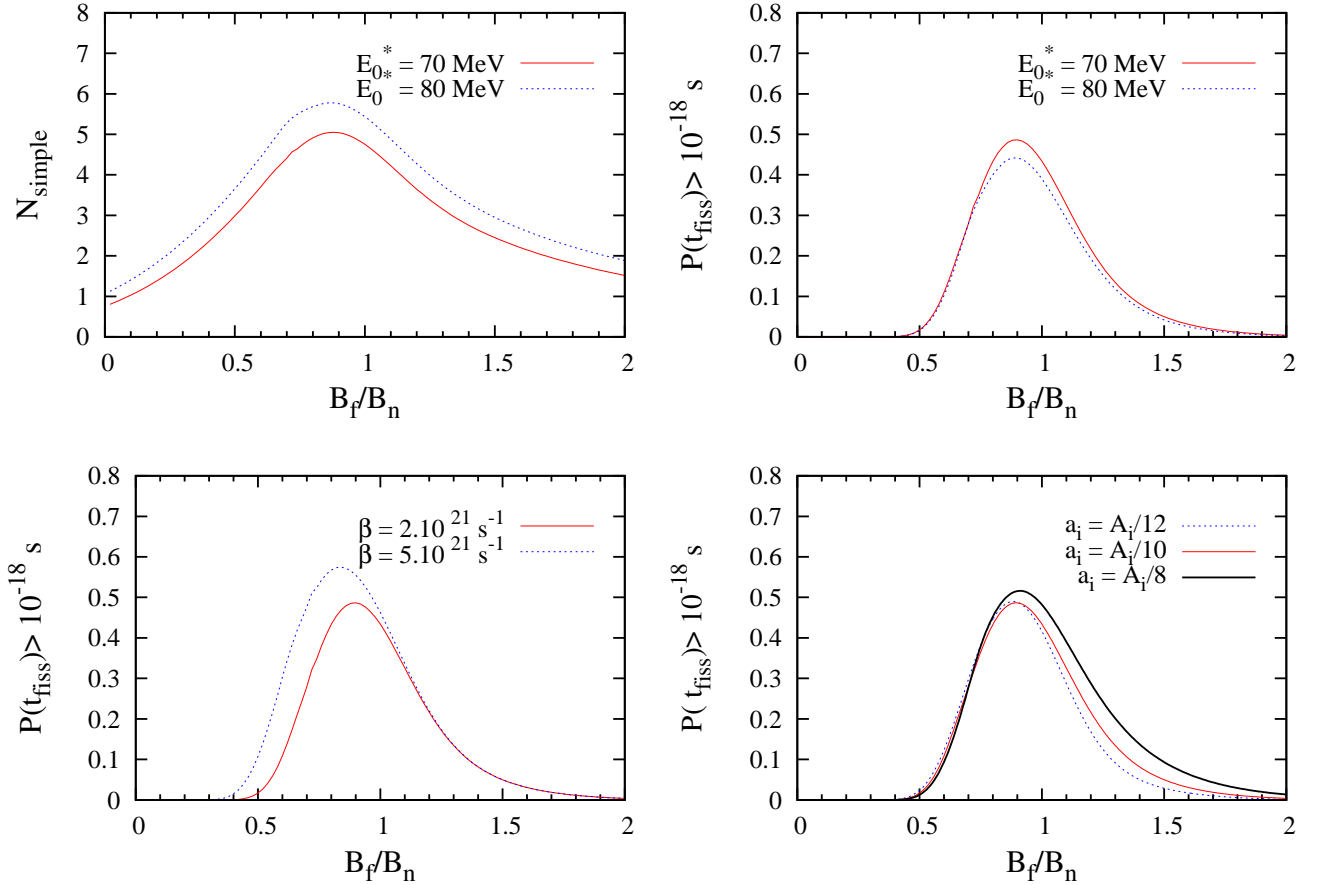 8
7
6
5
4
3
2
1
0
0 0.5 1 1.5 2
N_simple
B_f/B_n
E_0^* = 70 MeV
E_0^* = 80 MeV
0.8
0.7
0.6
0.5
0.4
0.3
0.2
0.1
0
0 0.5 1 1.5 2
P(t_fiss)> 10^-18 s
B_f/B_n
E_0^* = 70 MeV
E_0^* = 80 MeV
0.8
0.7
0.6
0.5
0.4
0.3
0.2
0.1
0
0 0.5 1 1.5 2
P(t_fiss)> 10^-18 s
B_f/B_n
β = 2.10^21 s^-1
β = 5.10^21 s^-1
0.8
0.7
0.6
0.5
0.4
0.3
0.2
0.1
0
0 0.5 1 1.5 2
P( t_fiss)> 10^-18 s
B_f/B_n
a_i = A_i/12
a_i = A_i/10
a_i = A_i/8